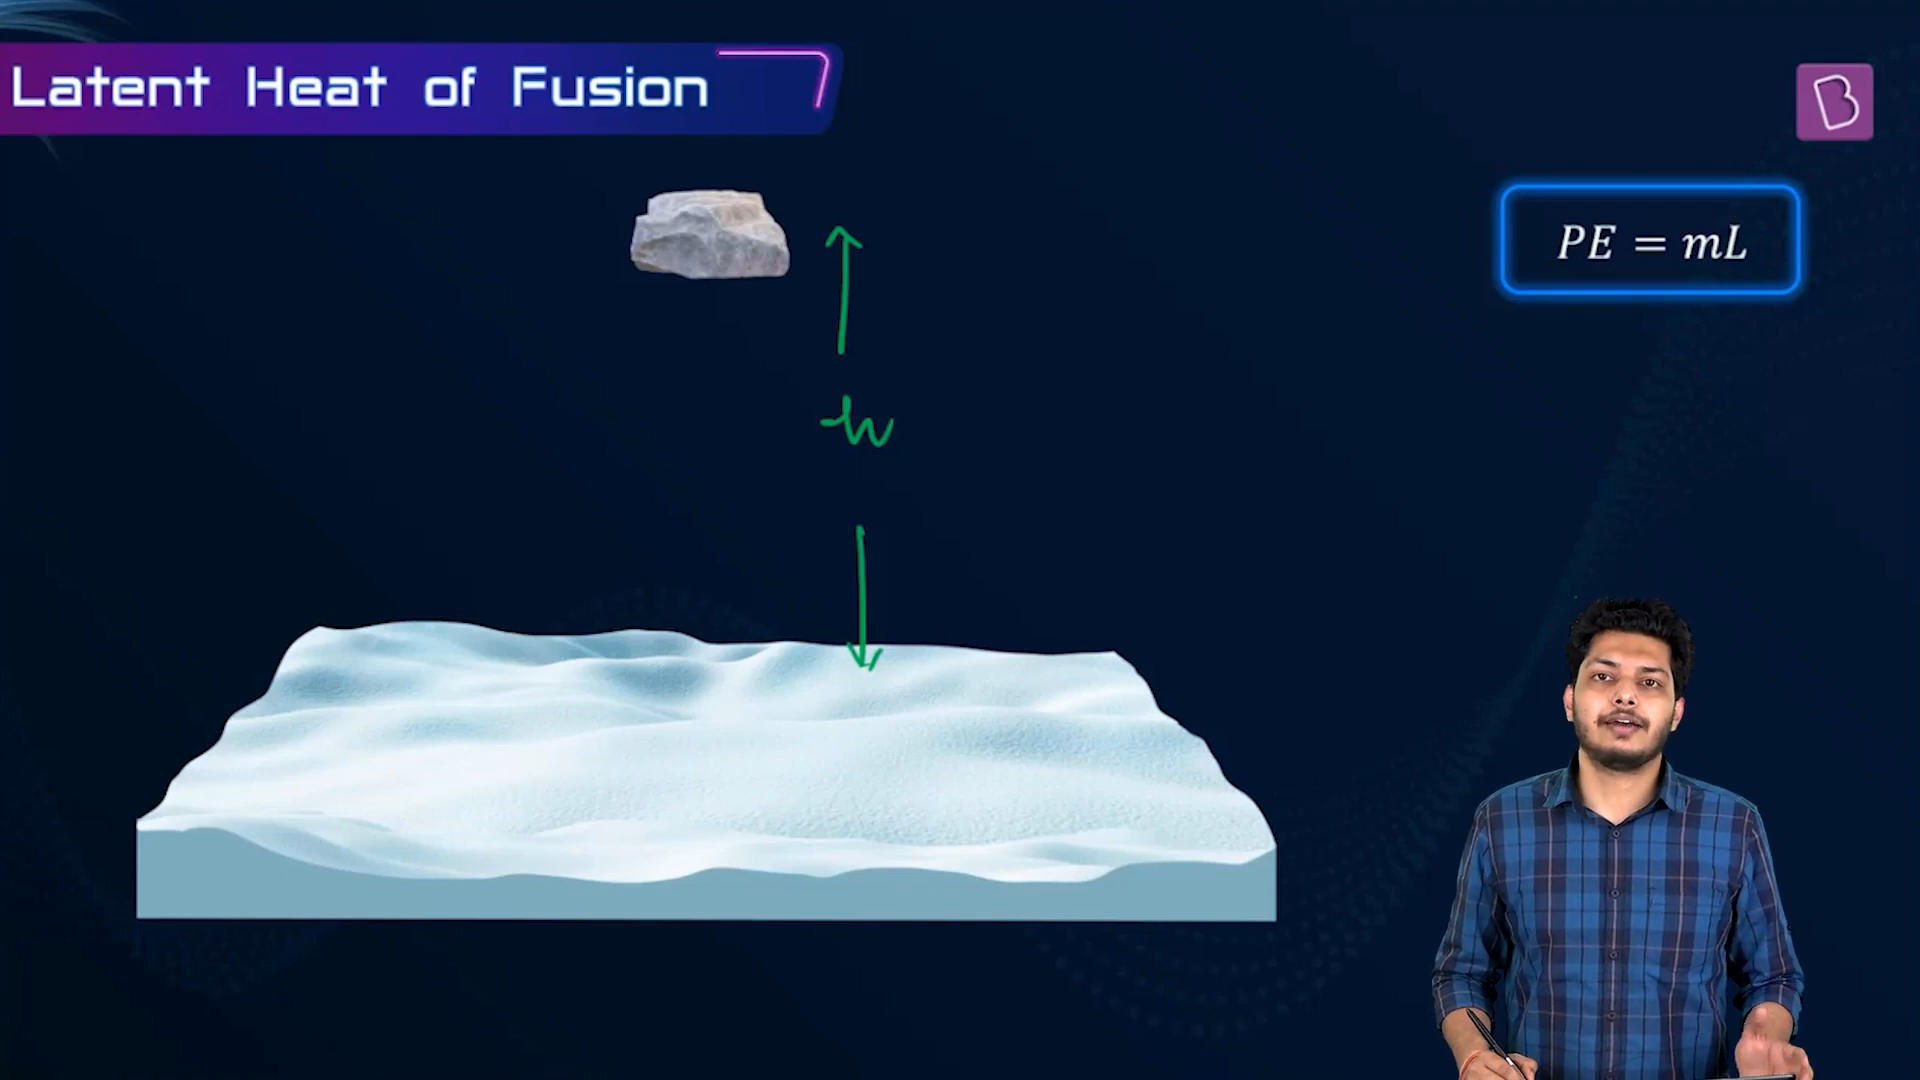 Latent Heat of Fusion
B
PE = mL
h